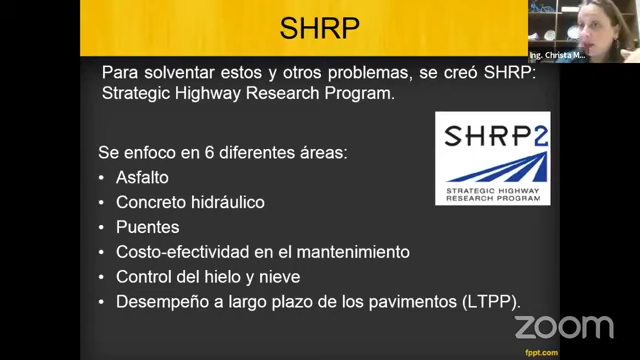 SHRP
Ing. Christa M...
Para solventar estos y otros problemas, se creó SHRP:
Strategic Highway Research Program.
SHRP2
STRATEGIC HIGHWAY
RESEARCH PROGRAM
Se enfoco en 6 diferentes áreas:
• Asfalto
• Concreto hidráulico
• Puentes
• Costo-efectividad en el mantenimiento
• Control del hielo y nieve
• Desempeño a largo plazo de los pavimentos (LTPP).
zoom
fppt.com